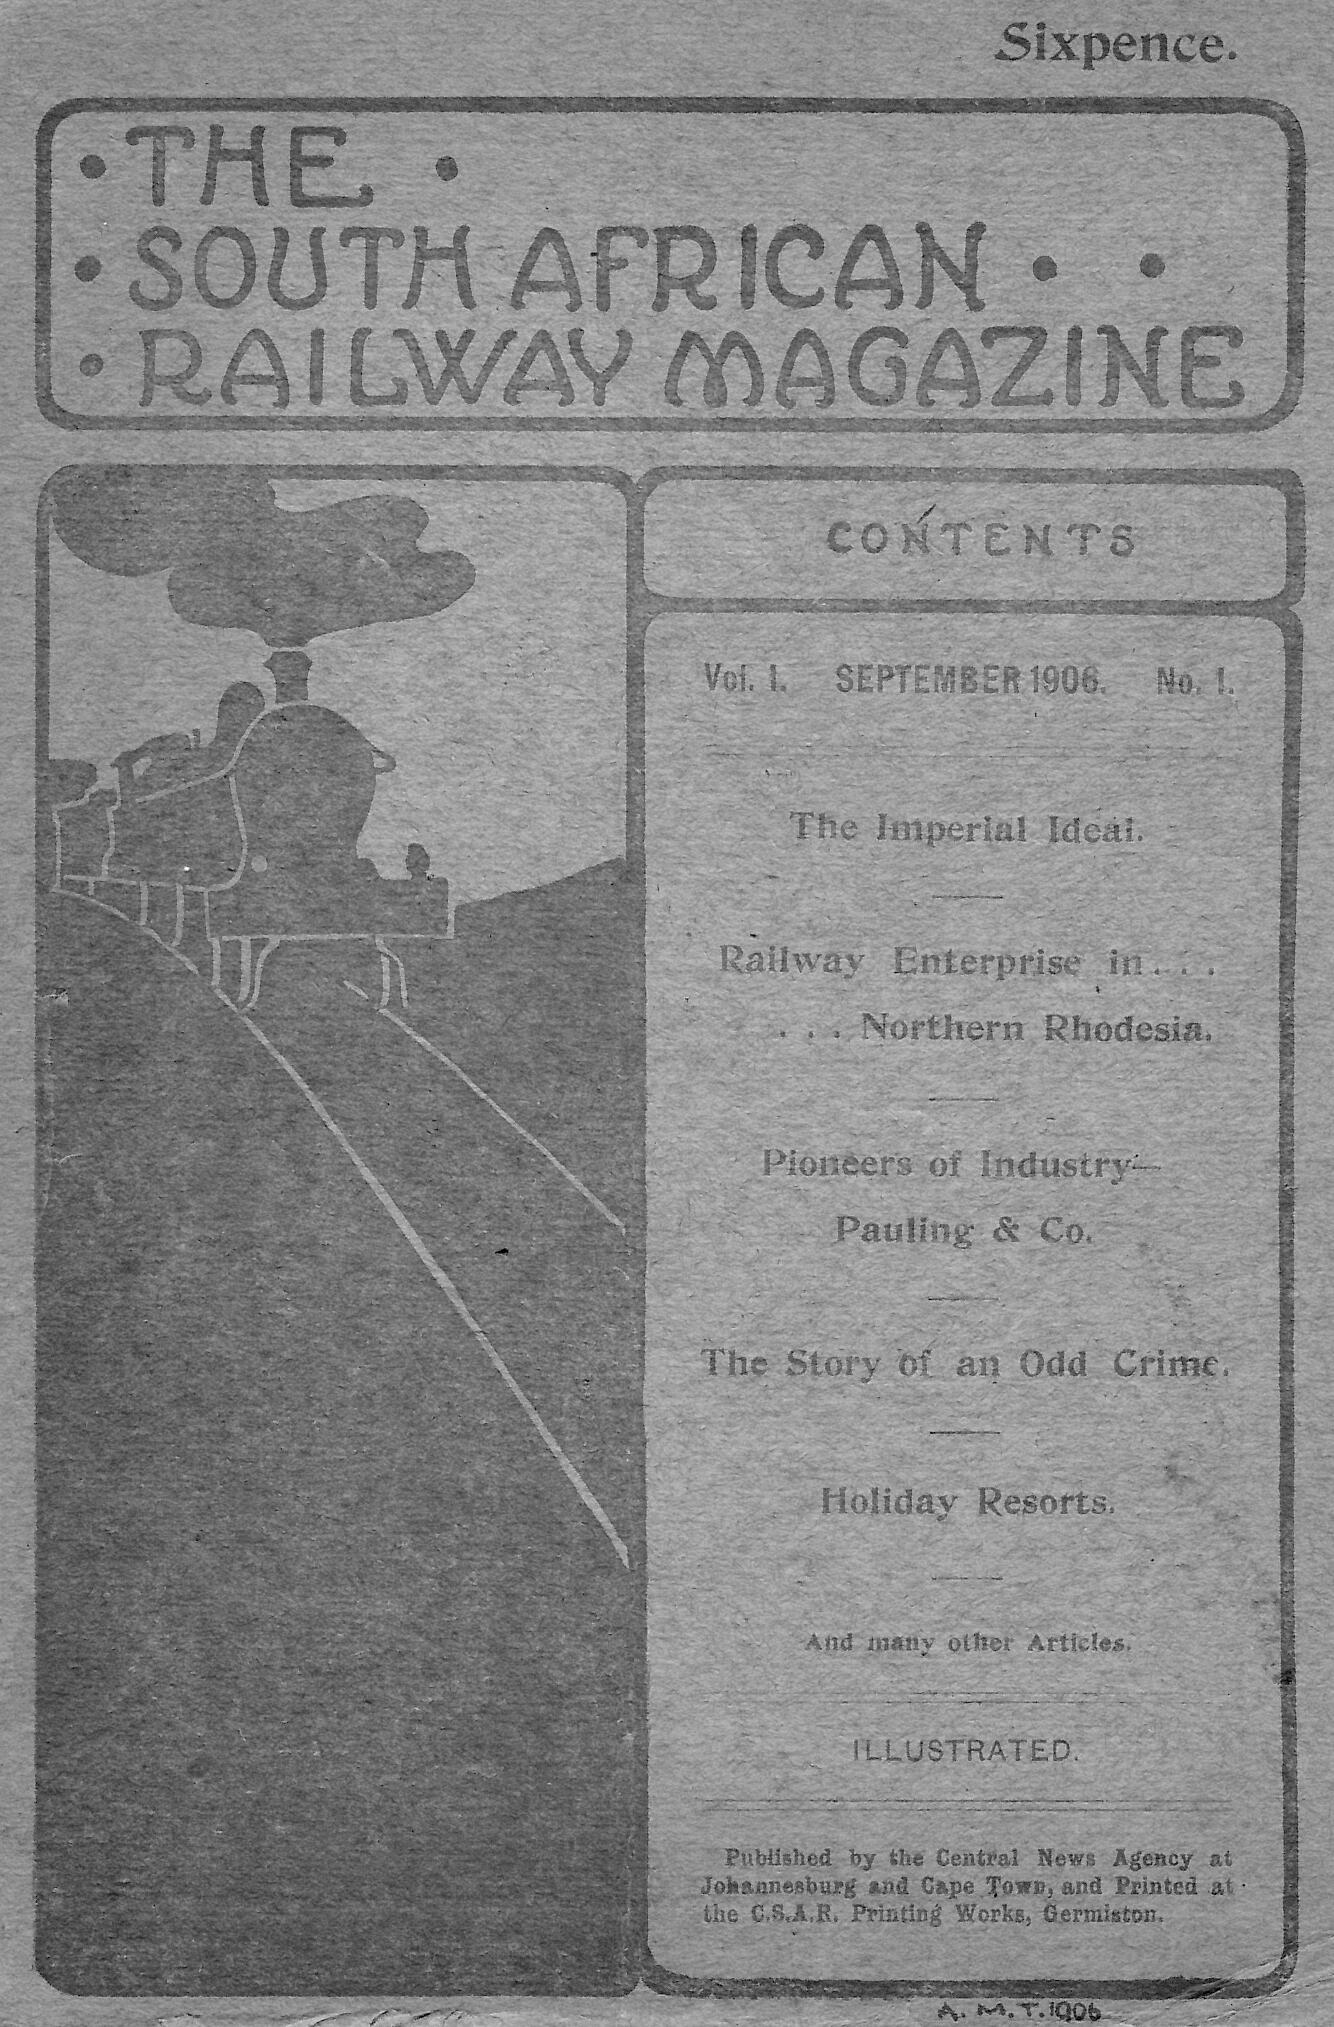 Sixpence.
• THE •
• SOUTH AFRICAN • •
• RAILWAY MAGAZINE
CONTENTS
Vol. I. SEPTEMBER 1906. No. I.
The Imperial Ideal.
Railway Enterprise in . . .
. . . Northern Rhodesia.
Pioneers of Industry—
Pauling & Co.
The Story of an Odd Crime.
Holiday Resorts.
And many other Articles.
ILLUSTRATED.
Published by the Central News Agency at
Johannesburg and Cape Town, and Printed at
the C.S.A.R. Printing Works, Germiston.
A. M. T. 1906